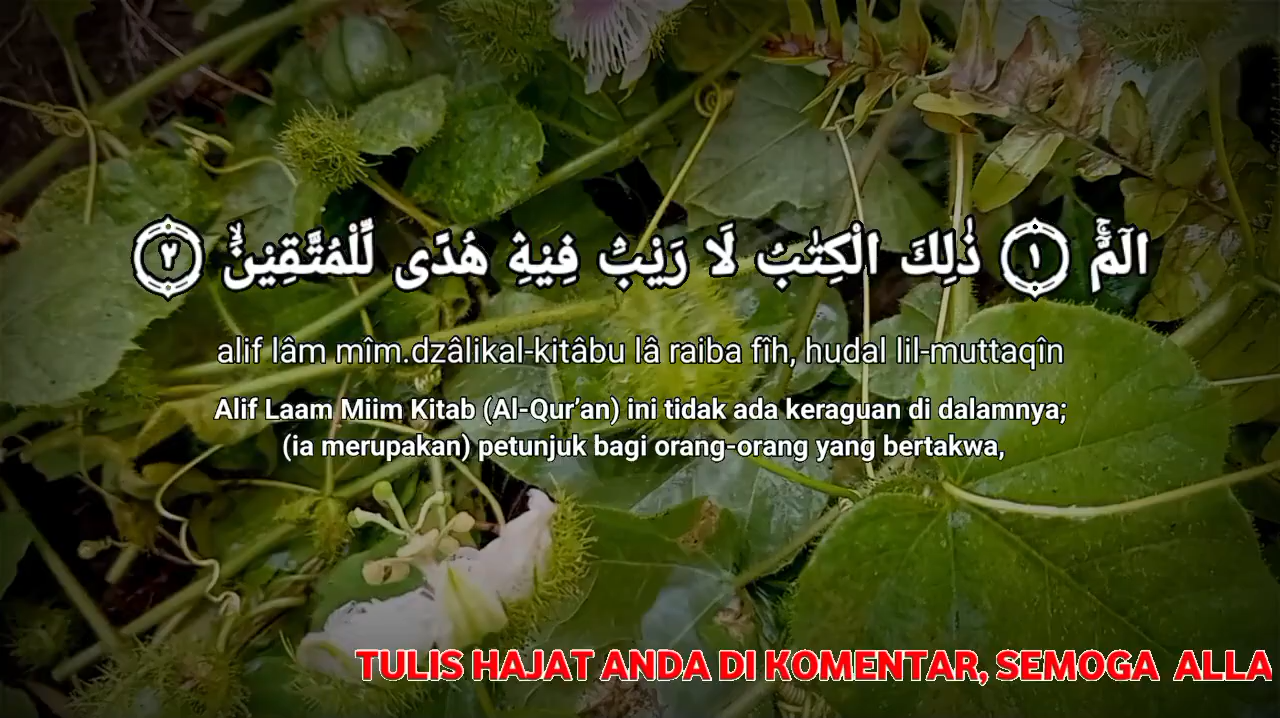 الٓمّٓ ۚ ١ ذٰلِكَ الْكِتٰبُ لَا رَيْبَ ۛ فِيْهِ ۛ هُدًى لِّلْمُتَّقِيْنَۙ ٢
alif lâm mîm.dzâlikal-kitâbu lâ raiba fîh, hudal lil-muttaqîn
Alif Laam Miim Kitab (Al-Qur’an) ini tidak ada keraguan di dalamnya;
(ia merupakan) petunjuk bagi orang-orang yang bertakwa,
TULIS HAJAT ANDA DI KOMENTAR, SEMOGA ALLA